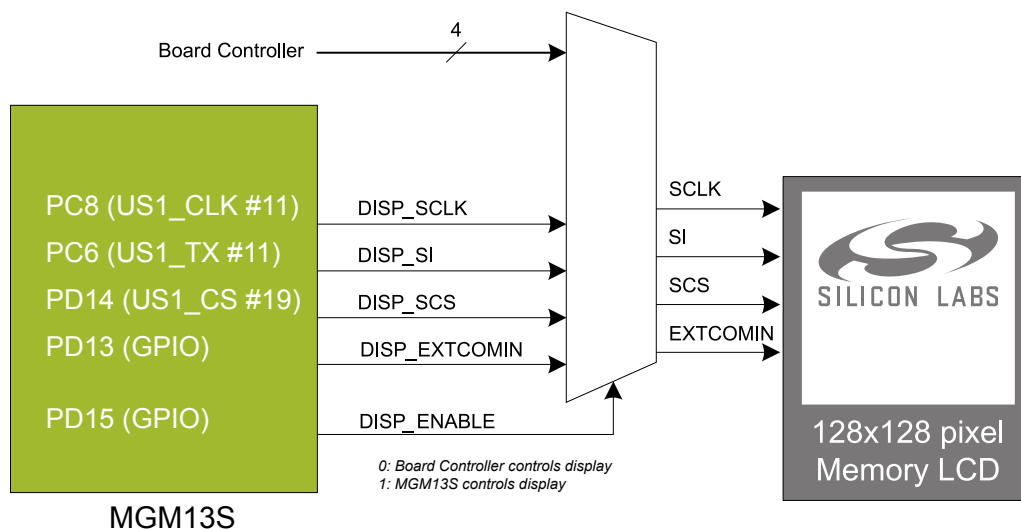 4
Board Controller
PC8 (US1_CLK #11)
PC6 (US1_TX #11)
PD14 (US1_CS #19)
PD13 (GPIO)
PD15 (GPIO)
MGM13S
DISP_SCLK
DISP_SI
DISP_SCS
DISP_EXTCOMIN
DISP_ENABLE
0: Board Controller controls display
1: MGM13S controls display
SCLK
SI
SCS
EXTCOMIN
SILICON LABS
128x128 pixel
Memory LCD